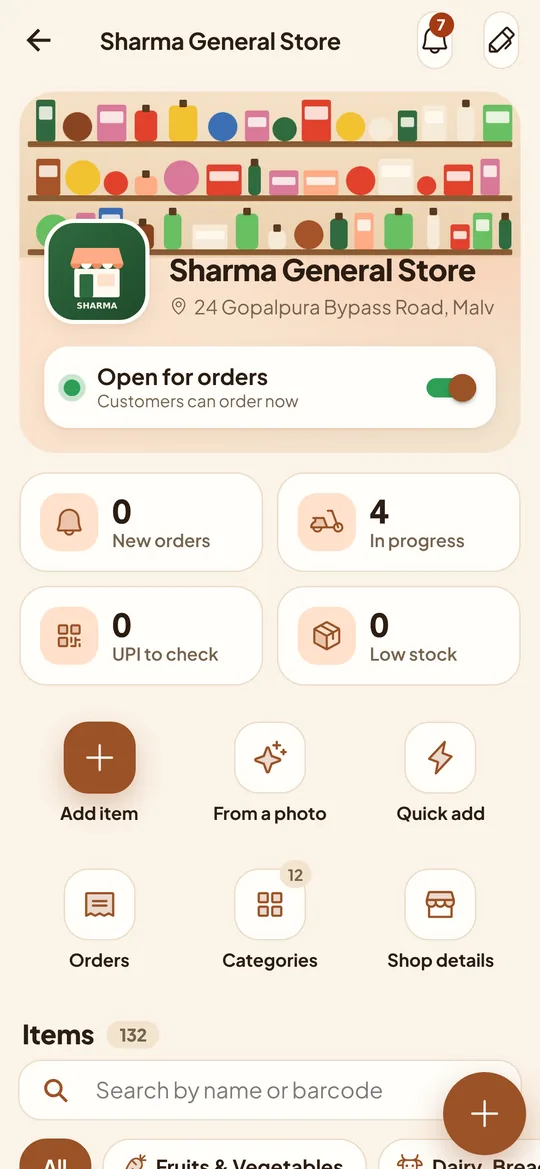 Sharma General Store
7
SHARMA
Sharma General Store
24 Gopalpura Bypass Road, Malv
Open for orders
Customers can order now
0
New orders
4
In progress
0
UPI to check
0
Low stock
Add item
From a photo
Quick add
12
Orders
Categories
Shop details
Items 132
Search by name or barcode
All
Fruits & Vegetables
Dairy, Brea